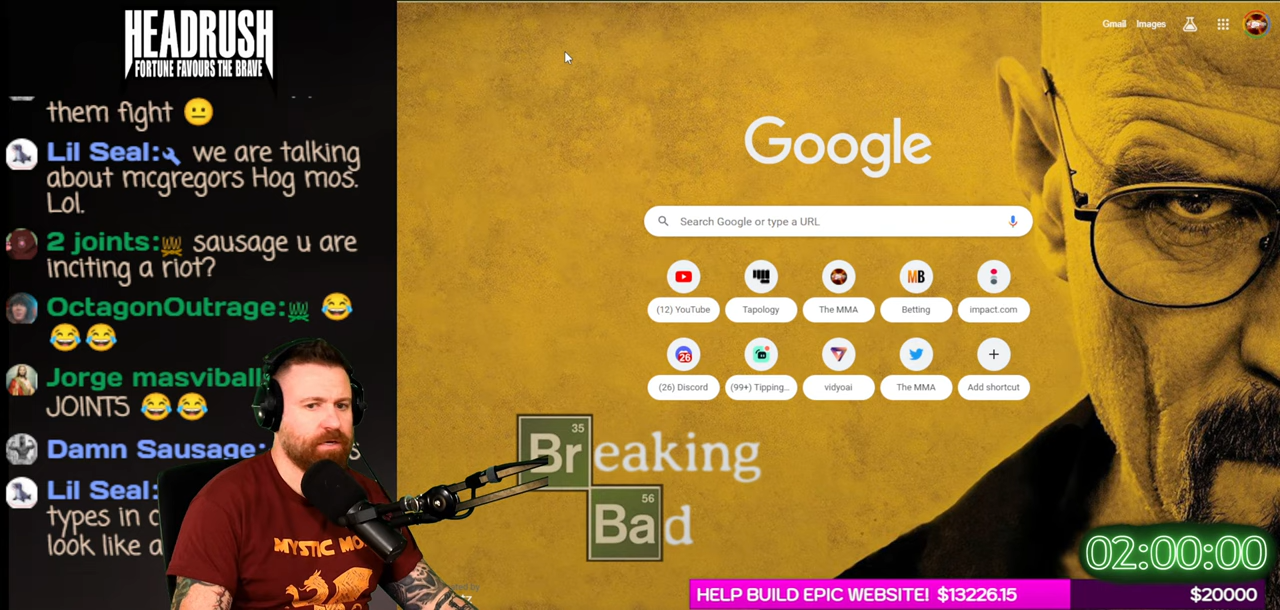 HEADRUSH
FORTUNE FAVOURS THE BRAVE
them fight 😐
Lil Seal: we are talking
about mcgregors Hog mos.
Lol.
2 joints: sausage u are
inciting a riot?
OctagonOutrage: 😂
😂😂
Jorge masviball
JOINTS 😂😂
Damn Sausage:
Lil Seal:
types in
look like a
MYSTIC
Gmail Images
Google
Search Google or type a URL
(12) YouTube
Tapology
The MMA
MB
Betting
impact.com
26
(26) Discord
(99+) Tipping...
vidyoai
The MMA
Add shortcut
35
Breaking
56
Bad
02:00:00
HELP BUILD EPIC WEBSITE! $13226.15 $20000